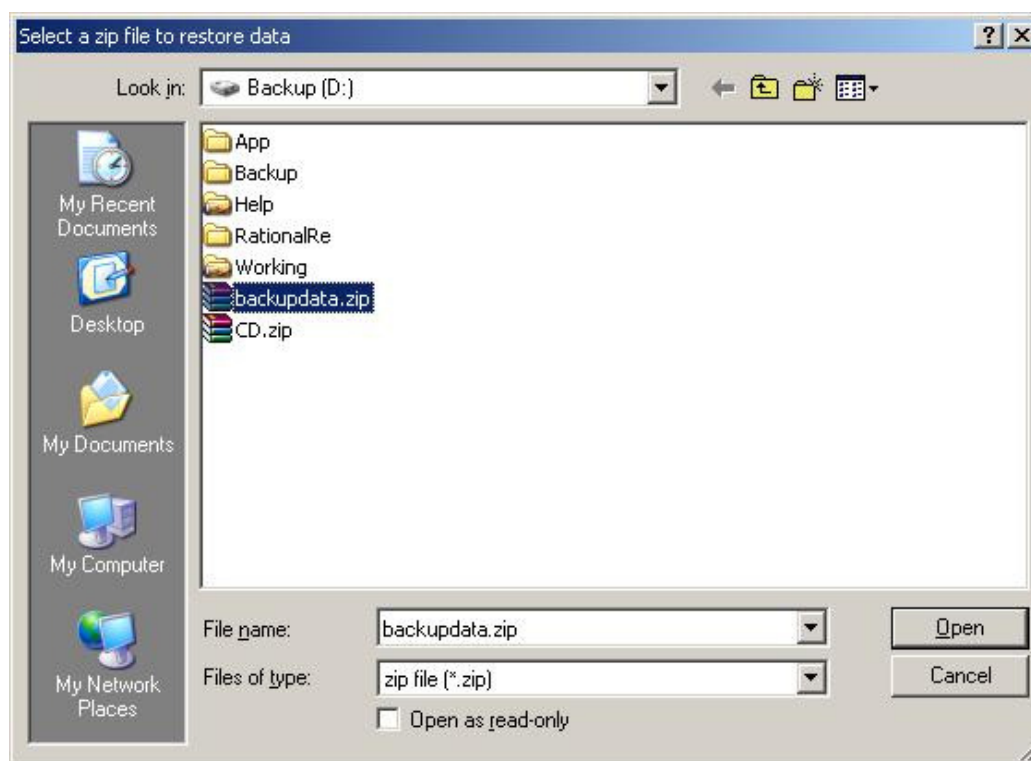 Select a zip file to restore data
Look in:
Backup (D:)
My Recent
Documents
Desktop
My Documents
My Computer
My Network
Places
App
Backup
Help
RationalRe
Working
backupdata.zip
CD.zip
File name:
backupdata.zip
Open
Files of type:
zip file (*.zip)
Cancel
Open as read-only